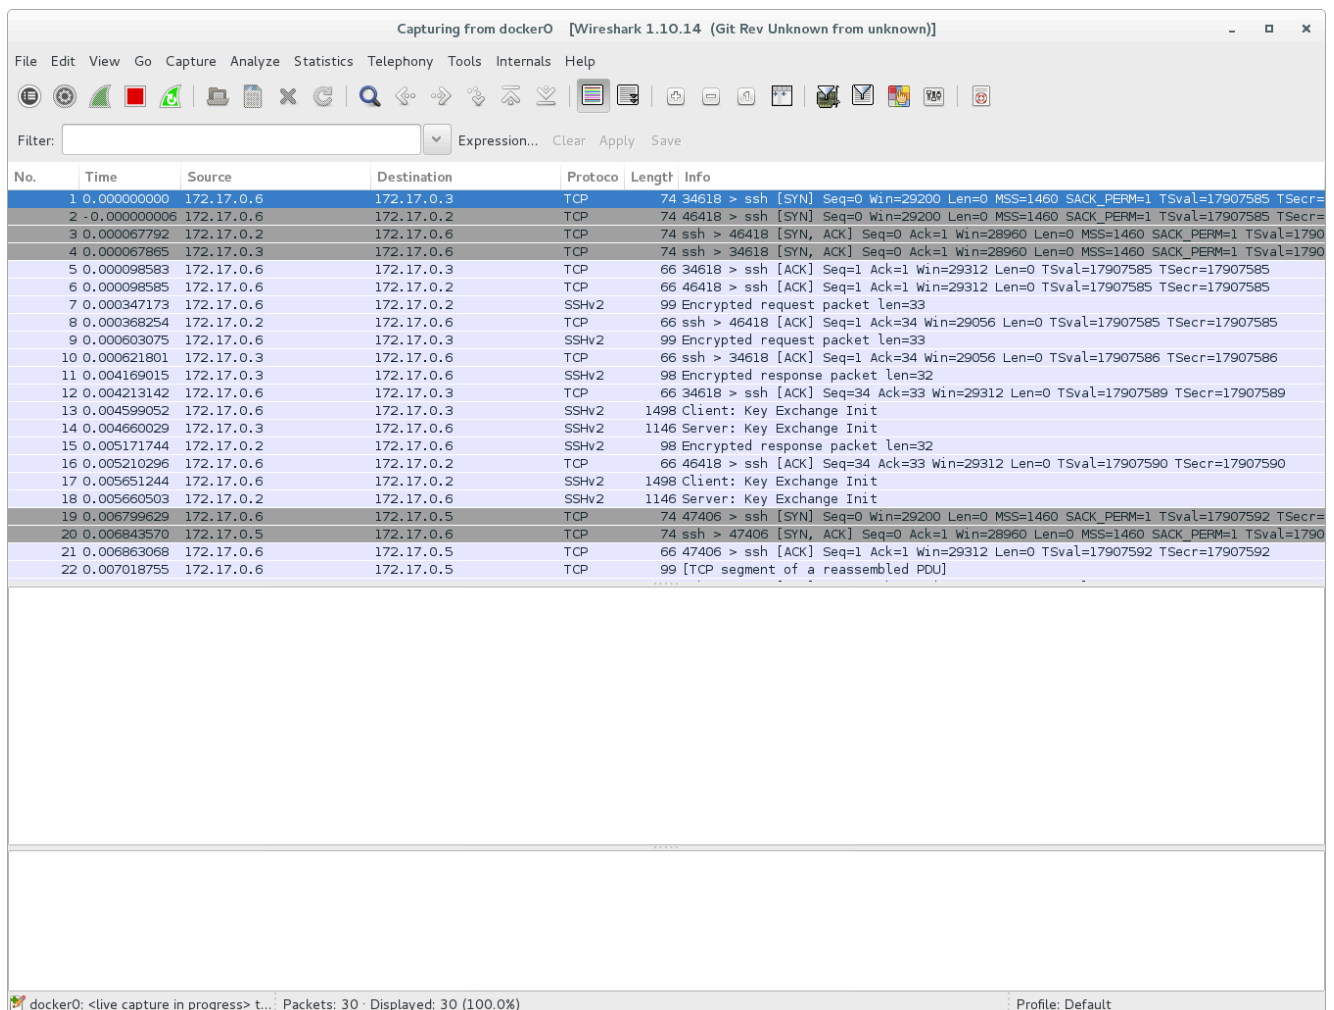 Capturing from docker0 [Wireshark 1.10.14 (Git Rev Unknown from unknown)]
File Edit View Go Capture Analyze Statistics Telephony Tools Internals Help
Filter: Expression... Clear Apply Save
No. Time Source Destination Protoco Length Info
1 0.000000000 172.17.0.6 172.17.0.3 TCP 74 34618 > ssh [SYN] Seq=0 Win=29200 Len=0 MSS=1460 SACK_PERM=1 TSval=17907585 TSecr=
2 -0.000000006 172.17.0.6 172.17.0.2 TCP 74 46418 > ssh [SYN] Seq=0 Win=29200 Len=0 MSS=1460 SACK_PERM=1 TSval=17907585 TSecr=
3 0.000067792 172.17.0.2 172.17.0.6 TCP 74 ssh > 46418 [SYN, ACK] Seq=0 Ack=1 Win=28960 Len=0 MSS=1460 SACK_PERM=1 TSval=1790
4 0.000067865 172.17.0.3 172.17.0.6 TCP 74 ssh > 34618 [SYN, ACK] Seq=0 Ack=1 Win=28960 Len=0 MSS=1460 SACK_PERM=1 TSval=1790
5 0.000098583 172.17.0.6 172.17.0.3 TCP 66 34618 > ssh [ACK] Seq=1 Ack=1 Win=29312 Len=0 TSval=17907585 TSecr=17907585
6 0.000098585 172.17.0.6 172.17.0.2 TCP 66 46418 > ssh [ACK] Seq=1 Ack=1 Win=29312 Len=0 TSval=17907585 TSecr=17907585
7 0.000347173 172.17.0.6 172.17.0.2 SSHv2 99 Encrypted request packet len=33
8 0.000368254 172.17.0.2 172.17.0.6 TCP 66 ssh > 46418 [ACK] Seq=1 Ack=34 Win=29056 Len=0 TSval=17907585 TSecr=17907585
9 0.000603075 172.17.0.6 172.17.0.3 SSHv2 99 Encrypted request packet len=33
10 0.000621801 172.17.0.3 172.17.0.6 TCP 66 ssh > 34618 [ACK] Seq=1 Ack=34 Win=29056 Len=0 TSval=17907586 TSecr=17907586
11 0.004169015 172.17.0.3 172.17.0.6 SSHv2 98 Encrypted response packet len=32
12 0.004213142 172.17.0.6 172.17.0.3 TCP 66 34618 > ssh [ACK] Seq=34 Ack=33 Win=29312 Len=0 TSval=17907589 TSecr=17907589
13 0.004599052 172.17.0.6 172.17.0.3 SSHv2 1498 Client: Key Exchange Init
14 0.004660029 172.17.0.3 172.17.0.6 SSHv2 1146 Server: Key Exchange Init
15 0.005171744 172.17.0.2 172.17.0.6 SSHv2 98 Encrypted response packet len=32
16 0.005210296 172.17.0.6 172.17.0.2 TCP 66 46418 > ssh [ACK] Seq=34 Ack=33 Win=29312 Len=0 TSval=17907590 TSecr=17907590
17 0.005651244 172.17.0.6 172.17.0.2 SSHv2 1498 Client: Key Exchange Init
18 0.005660503 172.17.0.2 172.17.0.6 SSHv2 1146 Server: Key Exchange Init
19 0.006799629 172.17.0.6 172.17.0.5 TCP 74 47406 > ssh [SYN] Seq=0 Win=29200 Len=0 MSS=1460 SACK_PERM=1 TSval=17907592 TSecr=
20 0.006843570 172.17.0.5 172.17.0.6 TCP 74 ssh > 47406 [SYN, ACK] Seq=0 Ack=1 Win=28960 Len=0 MSS=1460 SACK_PERM=1 TSval=1790
21 0.006863068 172.17.0.6 172.17.0.5 TCP 66 47406 > ssh [ACK] Seq=1 Ack=1 Win=29312 Len=0 TSval=17907592 TSecr=17907592
22 0.007018755 172.17.0.6 172.17.0.5 TCP 99 [TCP segment of a reassembled PDU]
docker0: <live capture in progress> t... Packets: 30 · Displayed: 30 (100.0%) Profile: Default